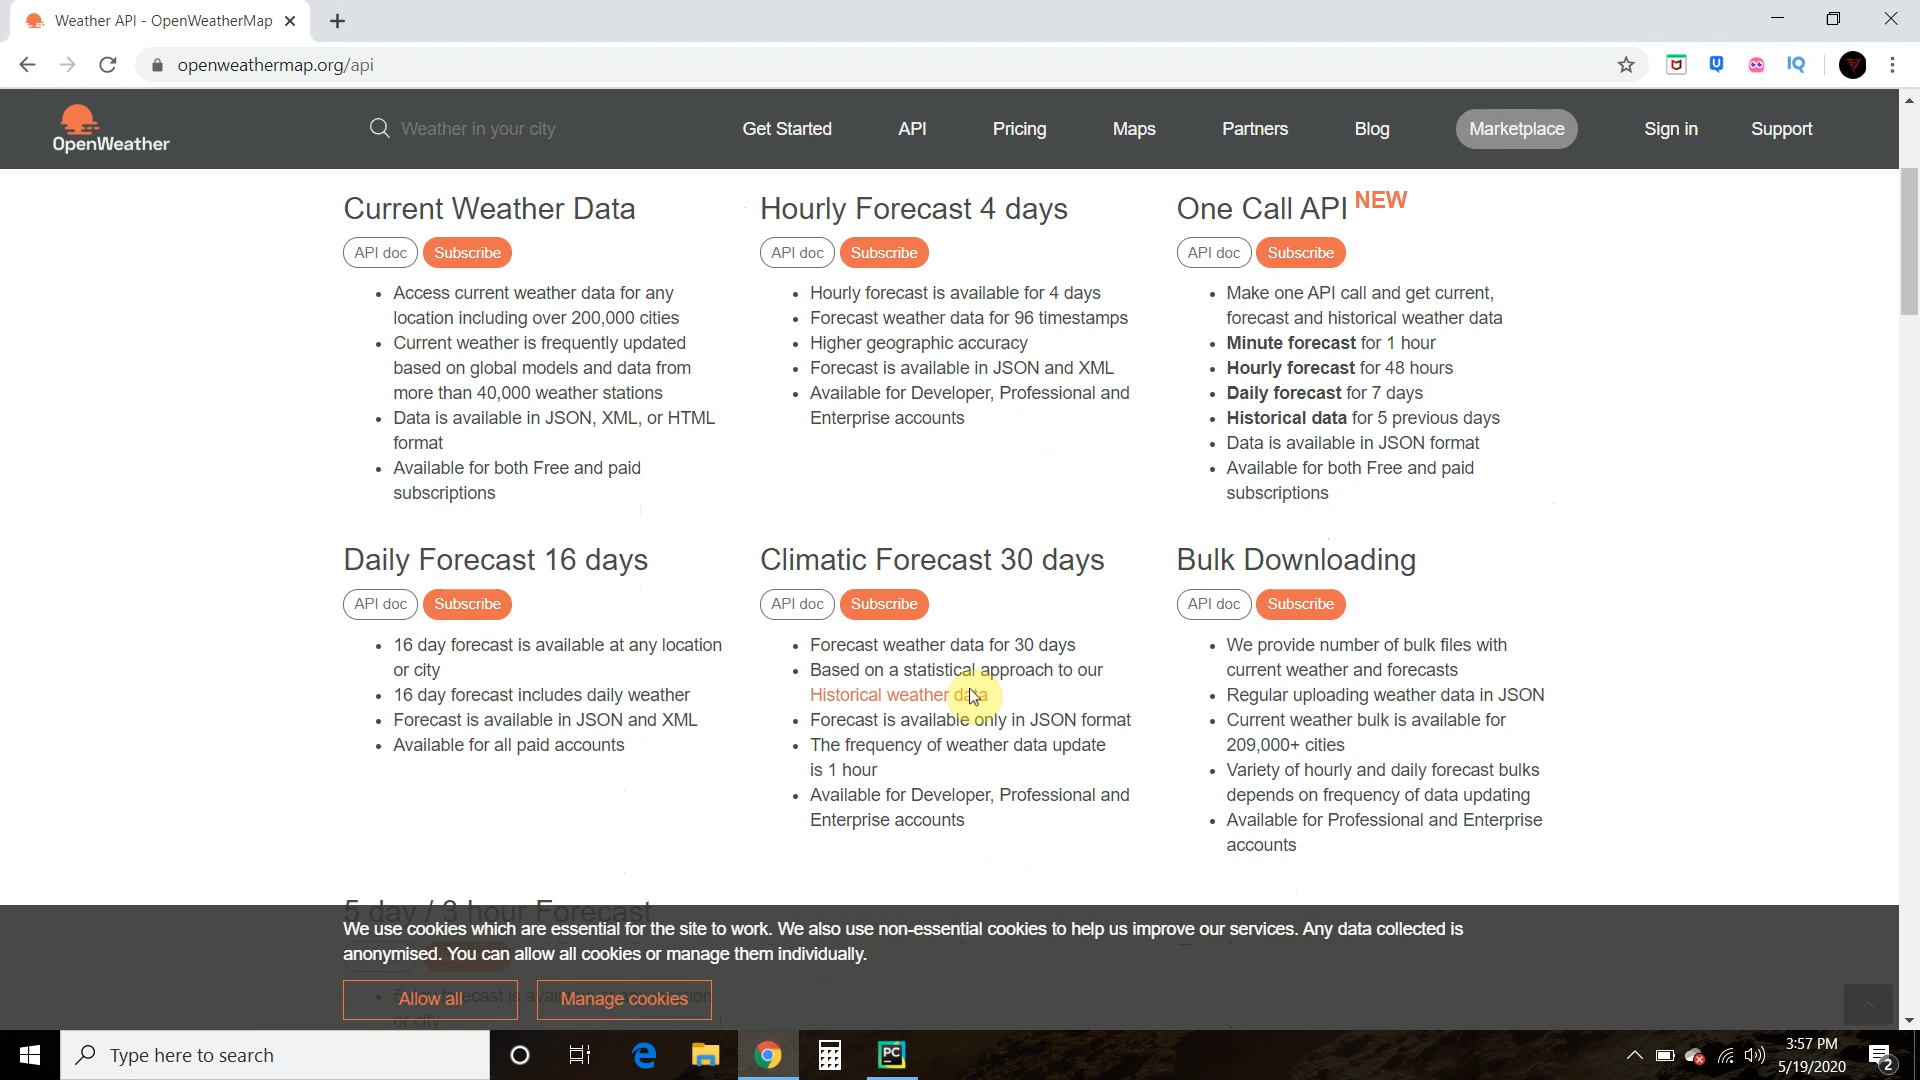 Weather API - OpenWeatherMap
openweathermap.org/api
IQ
OpenWeather
Weather in your city
Get Started
API
Pricing
Maps
Partners
Blog
Marketplace
Sign in
Support
Current Weather Data
API doc
Subscribe
Access current weather data for any
location including over 200,000 cities
Current weather is frequently updated
based on global models and data from
more than 40,000 weather stations
Data is available in JSON, XML, or HTML
format
Available for both Free and paid
subscriptions
Hourly Forecast 4 days
API doc
Subscribe
Hourly forecast is available for 4 days
Forecast weather data for 96 timestamps
Higher geographic accuracy
Forecast is available in JSON and XML
Available for Developer, Professional and
Enterprise accounts
One Call API NEW
API doc
Subscribe
Make one API call and get current,
forecast and historical weather data
Minute forecast for 1 hour
Hourly forecast for 48 hours
Daily forecast for 7 days
Historical data for 5 previous days
Data is available in JSON format
Available for both Free and paid
subscriptions
Daily Forecast 16 days
API doc
Subscribe
16 day forecast is available at any location
or city
16 day forecast includes daily weather
Forecast is available in JSON and XML
Available for all paid accounts
Climatic Forecast 30 days
API doc
Subscribe
Forecast weather data for 30 days
Based on a statistical approach to our
Historical weather data
Forecast is available only in JSON format
The frequency of weather data update
is 1 hour
Available for Developer, Professional and
Enterprise accounts
Bulk Downloading
API doc
Subscribe
We provide number of bulk files with
current weather and forecasts
Regular uploading weather data in JSON
Current weather bulk is available for
209,000+ cities
Variety of hourly and daily forecast bulks
depends on frequency of data updating
Available for Professional and Enterprise
accounts
5 day / 3 hour Forecast
We use cookies which are essential for the site to work. We also use non-essential cookies to help us improve our services. Any data collected is
anonymised. You can allow all cookies or manage them individually.
Allow all
Manage cookies
or city
Type here to search
PC
3:57 PM
5/19/2020
2